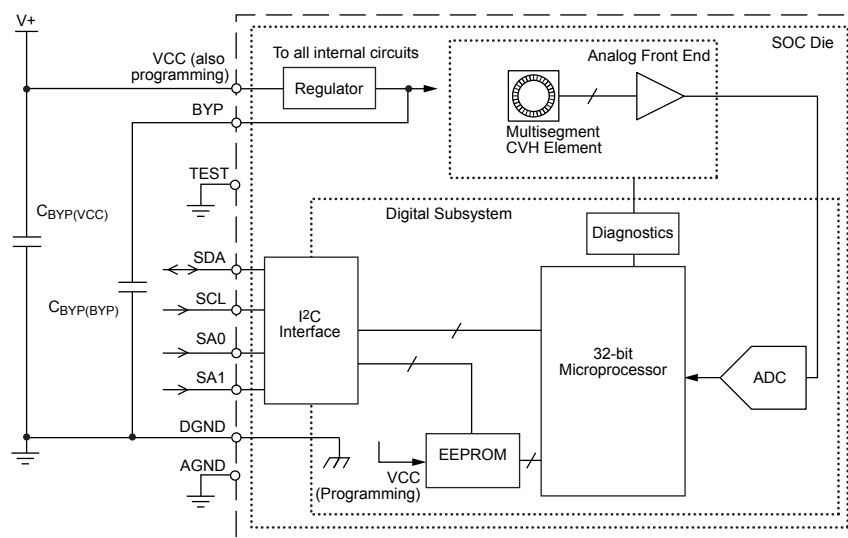 V+
SOC Die
VCC (also
programming)
To all internal circuits
Regulator
Analog Front End
Multisegment
CVH Element
BYP
TEST
CBYP(VCC)
Digital Subsystem
Diagnostics
SDA
CBYP(BYP)
SCL
SA0
SA1
I2C
Interface
32-bit
Microprocessor
ADC
DGND
AGND
EEPROM
VCC
(Programming)